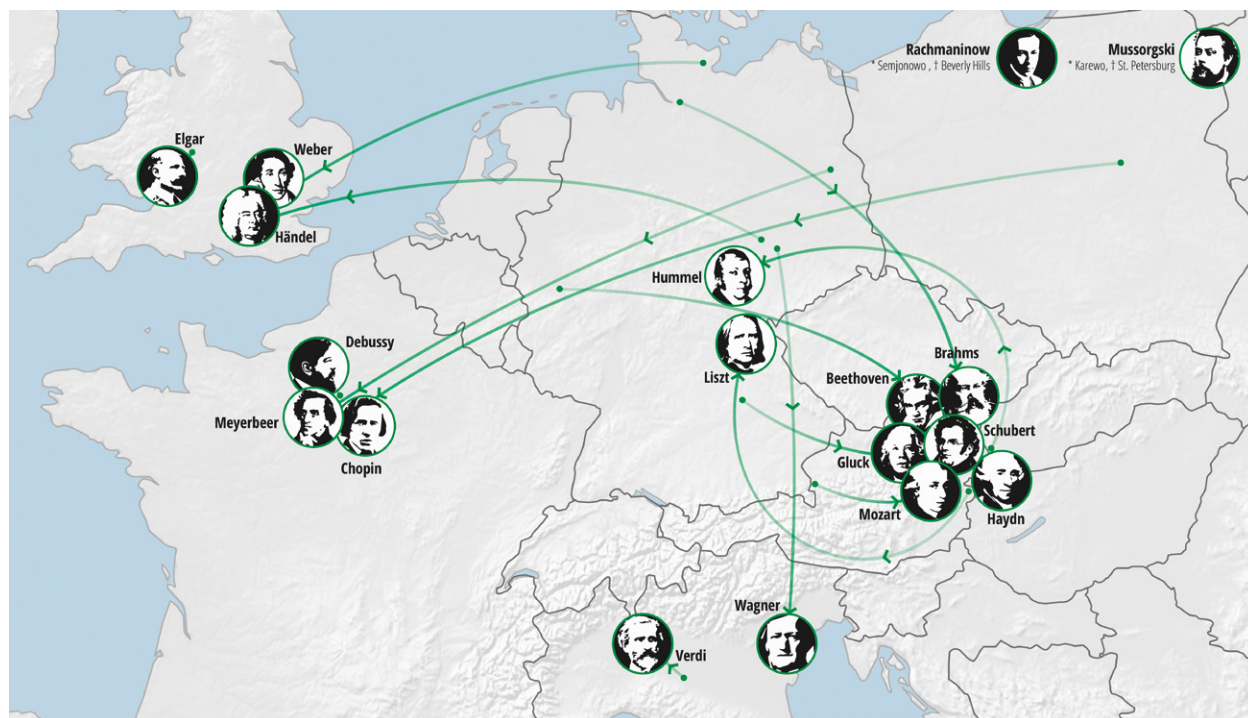 Rachmaninow
* Semjonowo , † Beverly Hills
Mussorgski
* Karewo, † St. Petersburg
Elgar
Weber
Händel
Hummel
Debussy
Liszt
Brahms
Beethoven
Meyerbeer
Schubert
Chopin
Gluck
Mozart
Haydn
Wagner
Verdi